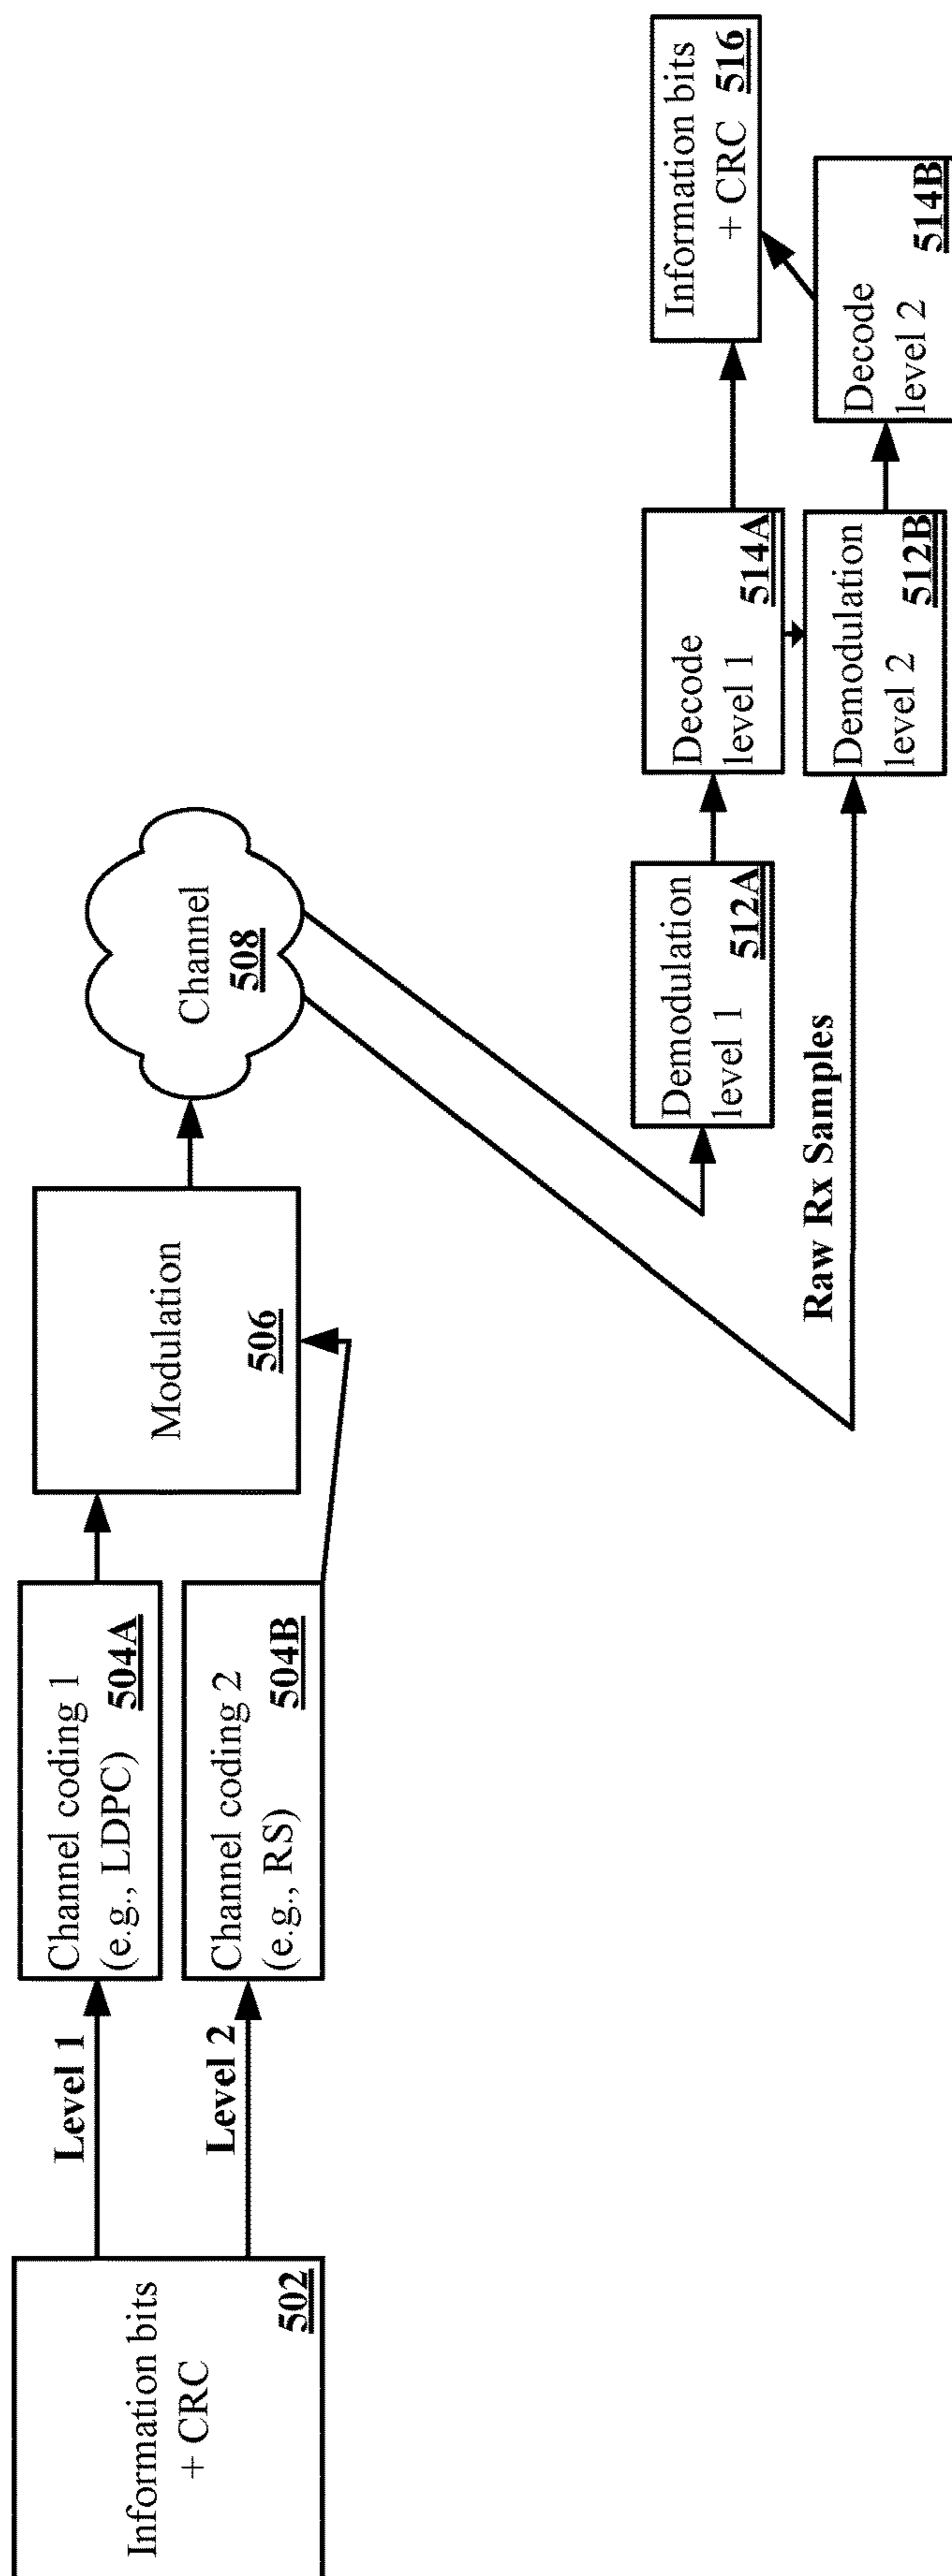 Information bits
+ CRC
502
Level 1
Level 2
Channel coding 1
(e.g., LDPC) 504A
Channel coding 2
(e.g., RS) 504B
Modulation
506
Channel
508
Raw Rx Samples
Demodulation
level 1 512A
Decode
level 1 514A
Demodulation
level 2 512B
Decode
level 2 514B
Information bits
+ CRC 516